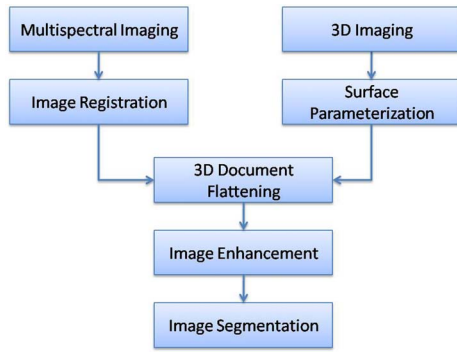 Multispectral Imaging
3D Imaging
Image Registration
Surface
Parameterization
3D Document
Flattening
Image Enhancement
Image Segmentation